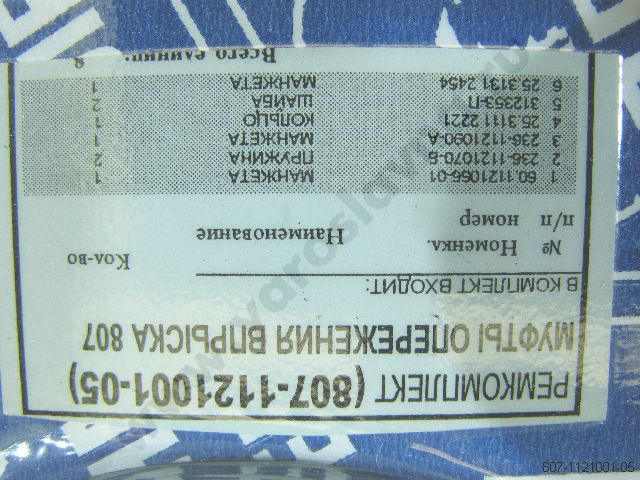 РЕМКОМПЛЕКТ (807-1121001-05)
МУФТЫ ОПЕРЕЖЕНИЯ ВПРЫСКА 807
В КОМПЛЕКТ ВХОДИТ:
№ п/п Номенкл. номер Наименование Кол-во
1 60.1121066-01 МАНЖЕТА 1
2 236-1121070-Б ПРУЖИНА 2
3 236-1121090-А МАНЖЕТА 1
4 25.3111 2221 КОЛЬЦО 1
5 312353-П ШАЙБА 2
6 25.3131 2454 МАНЖЕТА 1
Всего единиц: 8
807-1121001-05